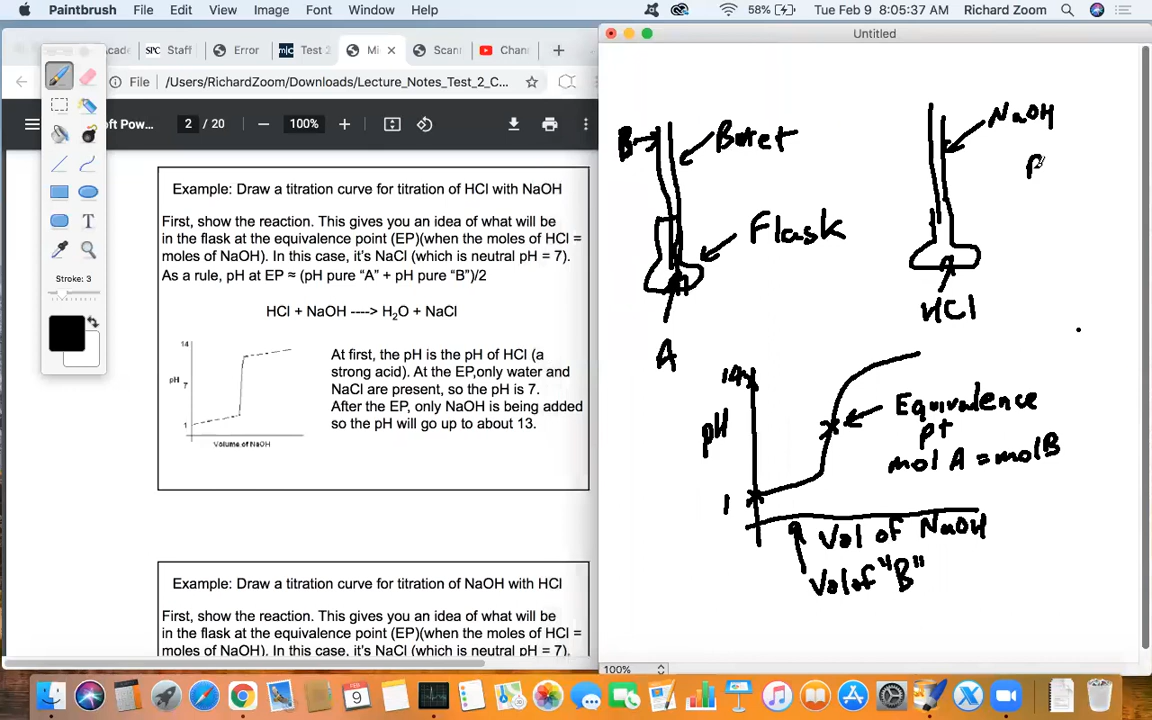 Paintbrush File Edit View Image Font Window Help 58% Tue Feb 9 8:05:37 AM Richard Zoom
Acade SPC Staff Error Test 2 Mi Scann Chann
File /Users/RichardZoom/Downloads/Lecture_Notes_Test_2_C...
oft Pow... 2 / 20 100%
Stroke: 3
Example: Draw a titration curve for titration of HCl with NaOH
First, show the reaction. This gives you an idea of what will be
in the flask at the equivalence point (EP)(when the moles of HCl =
moles of NaOH). In this case, it's NaCl (which is neutral pH = 7).
As a rule, pH at EP ≈ (pH pure “A” + pH pure “B”)/2
HCl + NaOH ----> H₂O + NaCl
14
pH
7
1
Volume of NaOH
At first, the pH is the pH of HCl (a
strong acid). At the EP,only water and
NaCl are present, so the pH is 7.
After the EP, only NaOH is being added
so the pH will go up to about 13.
Example: Draw a titration curve for titration of NaOH with HCl
First, show the reaction. This gives you an idea of what will be
in the flask at the equivalence point (EP)(when the moles of HCl =
moles of NaOH). In this case, it's NaCl (which is neutral pH = 7).
Untitled
B
Buret
Flask
A
NaOH
HCl
14
pH
1
Equivalence
pt
mol A = mol B
Vol of NaOH
Vol of "B"
100%
FEB
9